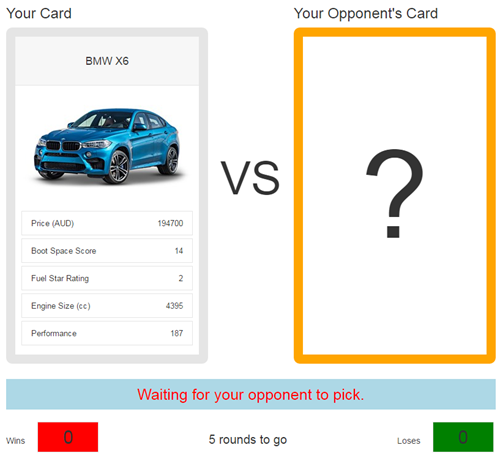 Your Card
Your Opponent's Card
BMW X6
VS
?
Price (AUD) 194700
Boot Space Score 14
Fuel Star Rating 2
Engine Size (cc) 4395
Performance 187
Waiting for your opponent to pick.
Wins 0 5 rounds to go Loses 0